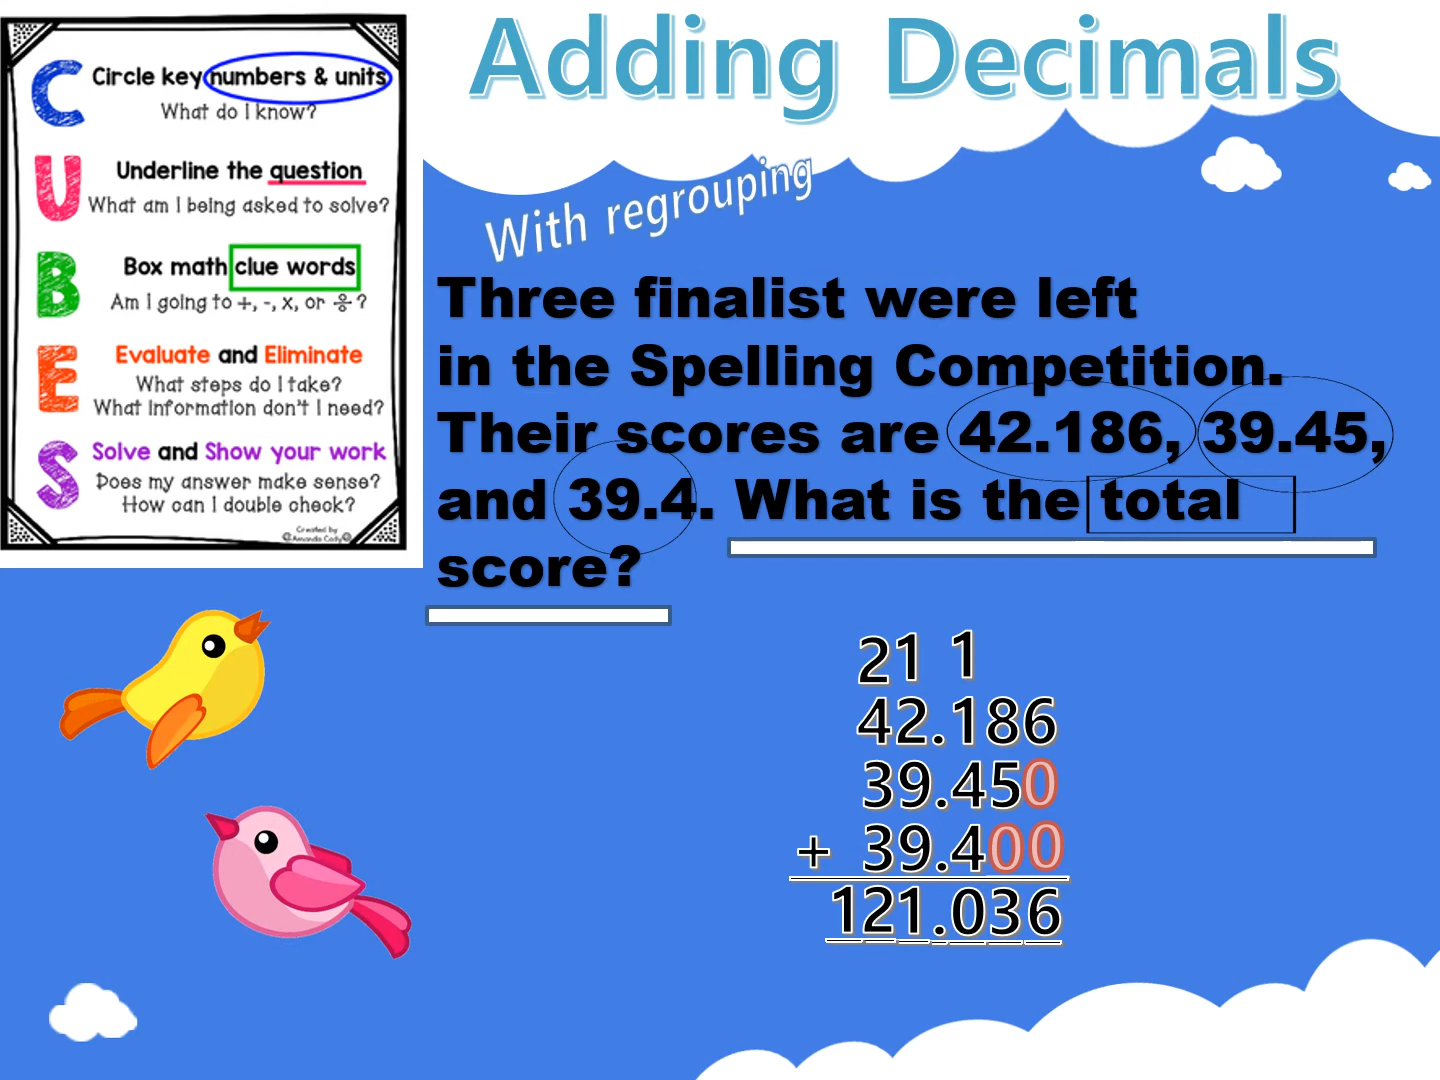 Adding Decimals
With regrouping
C
Circle key numbers & units
What do I know?
U
Underline the question
What am I being asked to solve?
B
Box math clue words
Am I going to +, -, x, or ÷?
E
Evaluate and Eliminate
What steps do I take?
What information don't I need?
S
Solve and Show your work
Does my answer make sense?
How can I double check?
Created by
©Amanda Cody©
Three finalist were left
in the Spelling Competition.
Their scores are 42.186, 39.45,
and 39.4. What is the total
score?
21 1
42.186
39.450
+ 39.400
121.036